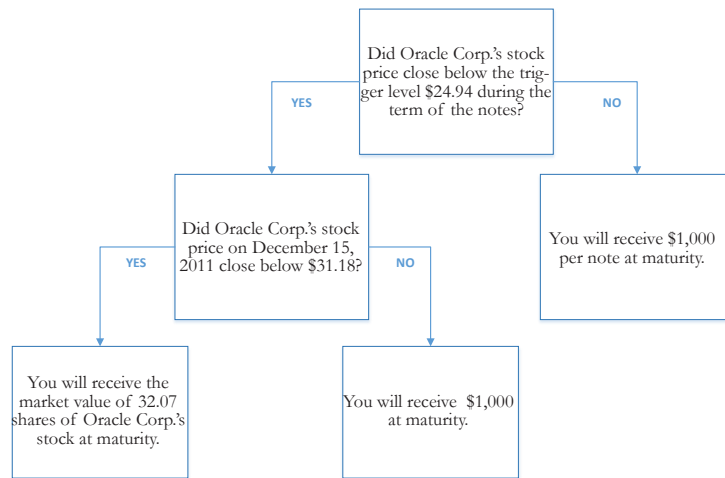 Did Oracle Corp.'s stock
price close below the trig-
ger level $24.94 during the
term of the notes?
YES
NO
Did Oracle Corp.'s stock
price on December 15,
2011 close below $31.18?
You will receive $1,000
per note at maturity.
YES
NO
You will receive the
market value of 32.07
shares of Oracle Corp.'s
stock at maturity.
You will receive $1,000
at maturity.